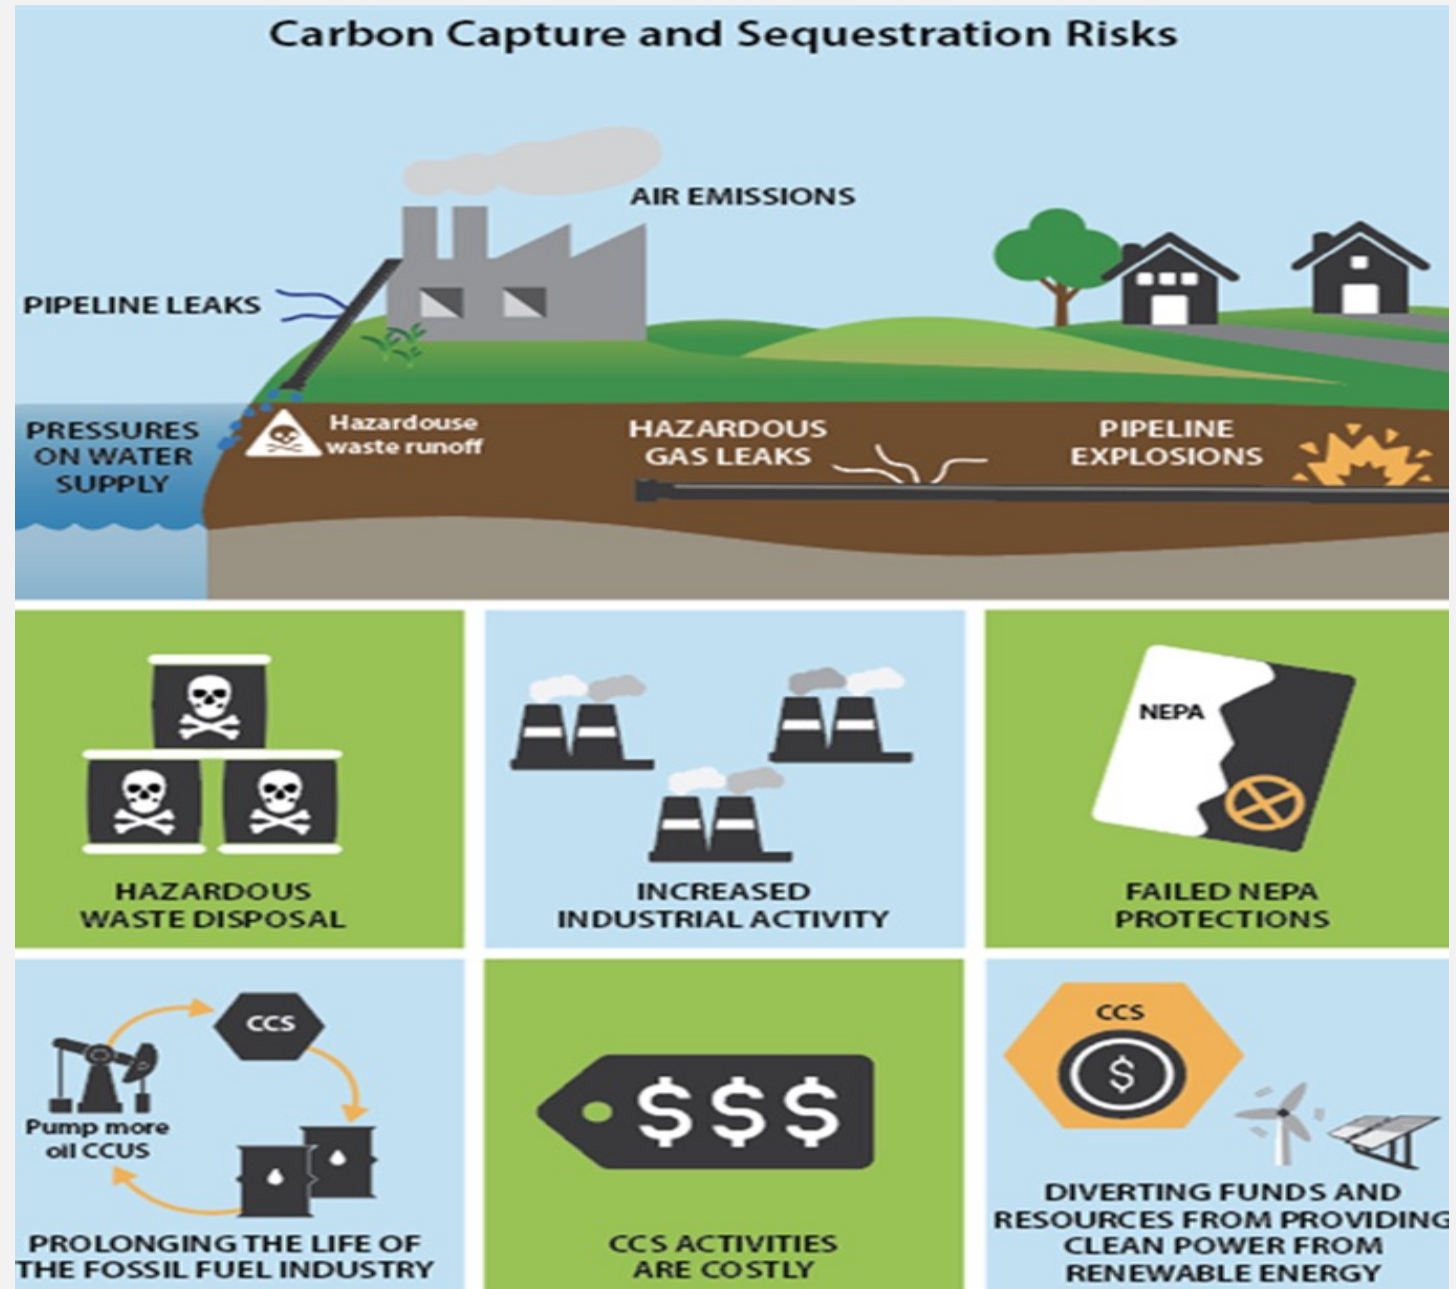 Carbon Capture and Sequestration Risks
AIR EMISSIONS
PIPELINE LEAKS
PRESSURES
ON WATER
SUPPLY
Hazardouse
waste runoff
HAZARDOUS
GAS LEAKS
PIPELINE
EXPLOSIONS
HAZARDOUS
WASTE DISPOSAL
INCREASED
INDUSTRIAL ACTIVITY
NEPA
FAILED NEPA
PROTECTIONS
CCS
Pump more
oil CCUS
PROLONGING THE LIFE OF
THE FOSSIL FUEL INDUSTRY
$$$
CCS ACTIVITIES
ARE COSTLY
CCS
$
DIVERTING FUNDS AND
RESOURCES FROM PROVIDING
CLEAN POWER FROM
RENEWABLE ENERGY